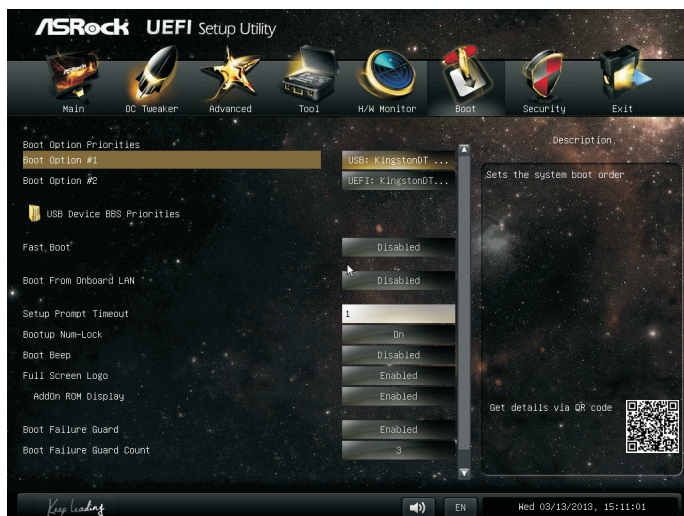 ASRock UEFI Setup Utility
Main OC Tweaker Advanced Tool H/W Monitor Boot Security Exit
Description
Boot Option Priorities
Boot Option #1 USB: KingstonDT ...
Sets the system boot order
Boot Option #2 UEFI: KingstonDT...
USB Device BBS Priorities
Fast Boot Disabled
Boot From Onboard LAN Disabled
Setup Prompt Timeout 1
Bootup Num-Lock On
Boot Beep Disabled
Full Screen Logo Enabled
AddOn ROM Display Enabled
Get details via QR code
Boot Failure Guard Enabled
Boot Failure Guard Count 3
Keep Leading
EN
Wed 03/13/2013, 15:11:01